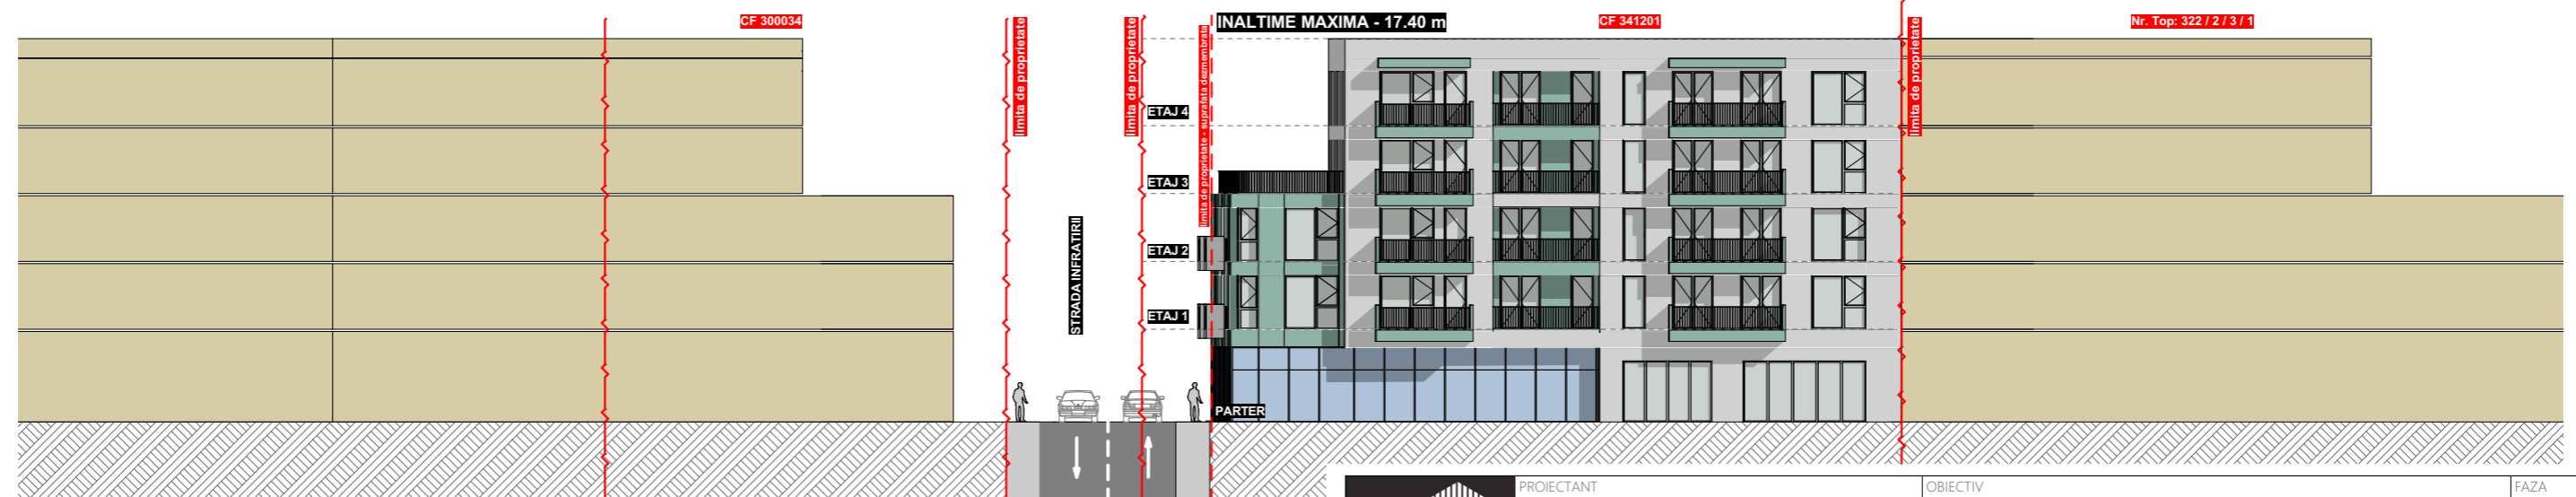 CF 300034
limita de proprietate
limita de proprietate
limita de proprietate - suprafata dezmembrata
INALTIME MAXIMA - 17.40 m
CF 341201
limita de proprietate
Nr. Top: 322 / 2 / 3 / 1
ETAJ 4
ETAJ 3
STRADA INFRATIRII
ETAJ 2
ETAJ 1
PARTER
PROIECTANT
OBIECTIV
FAZA